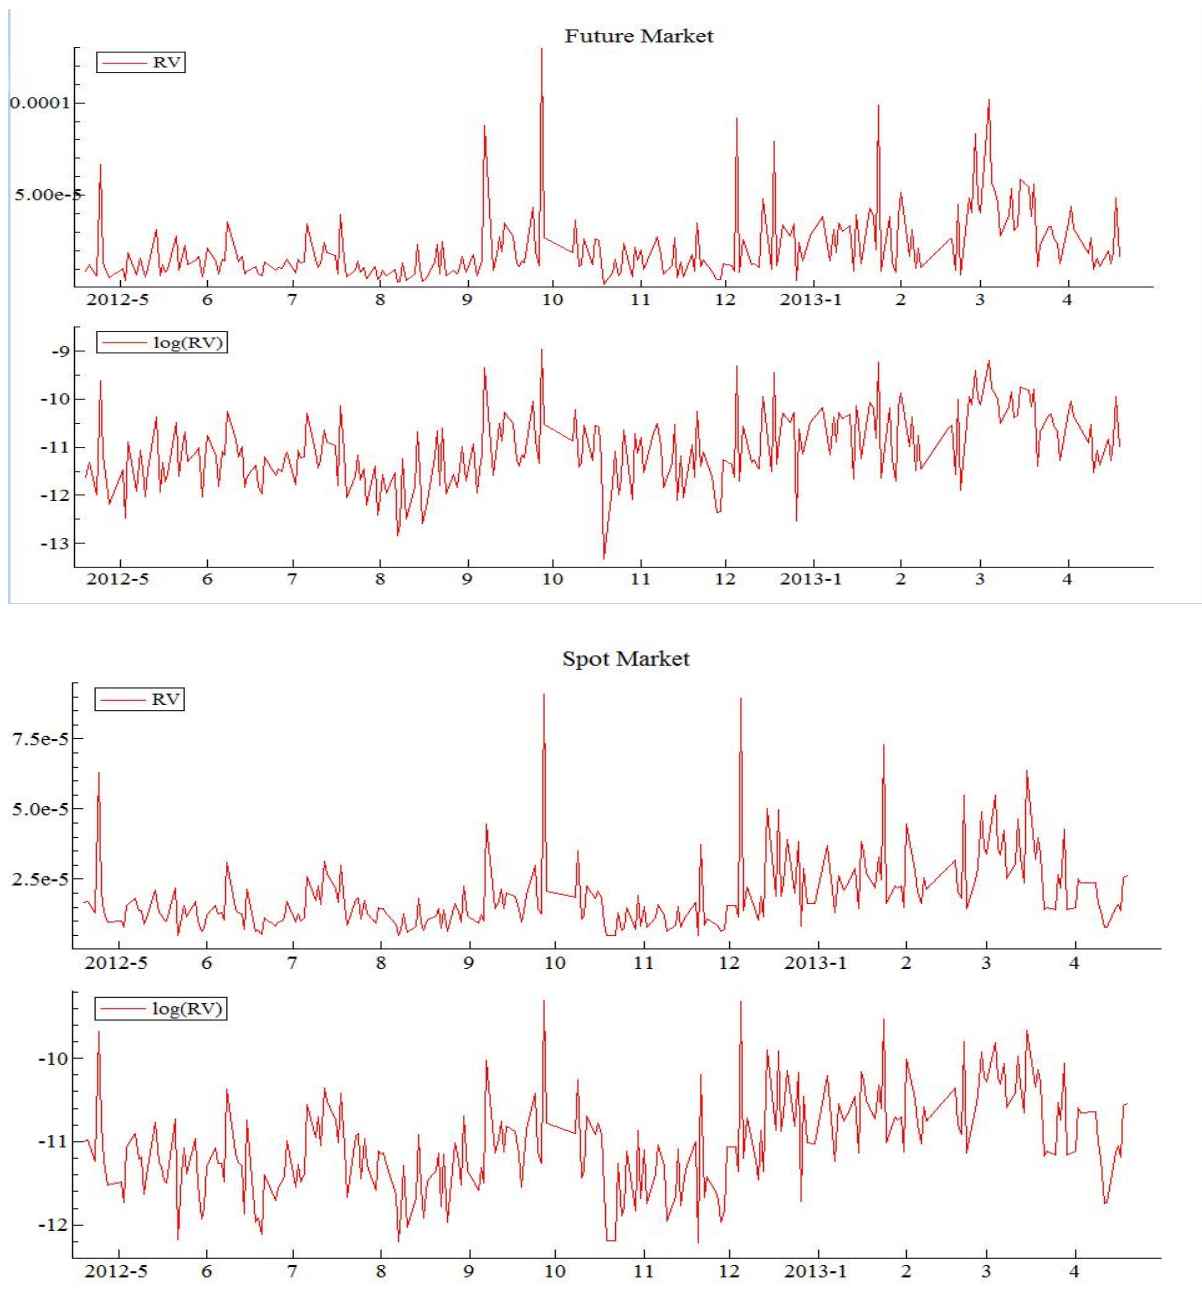 Future Market
RV
0.0001
5.00e-5
2012-5 6 7 8 9 10 11 12 2013-1 2 3 4
log(RV)
-9
-10
-11
-12
-13
2012-5 6 7 8 9 10 11 12 2013-1 2 3 4
Spot Market
RV
7.5e-5
5.0e-5
2.5e-5
2012-5 6 7 8 9 10 11 12 2013-1 2 3 4
log(RV)
-10
-11
-12
2012-5 6 7 8 9 10 11 12 2013-1 2 3 4